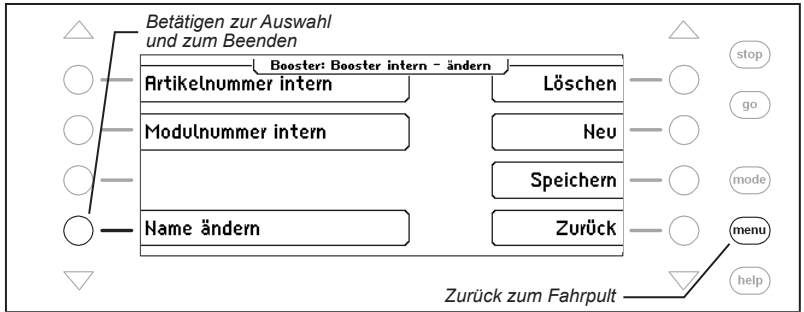 Betätigen zur Auswahl
und zum Beenden
Booster: Booster intern - ändern
Artikelnummer intern
Löschen
Modulnummer intern
Neu
Speichern
Name ändern
Zurück
stop
go
mode
menu
help
Zurück zum Fahrpult